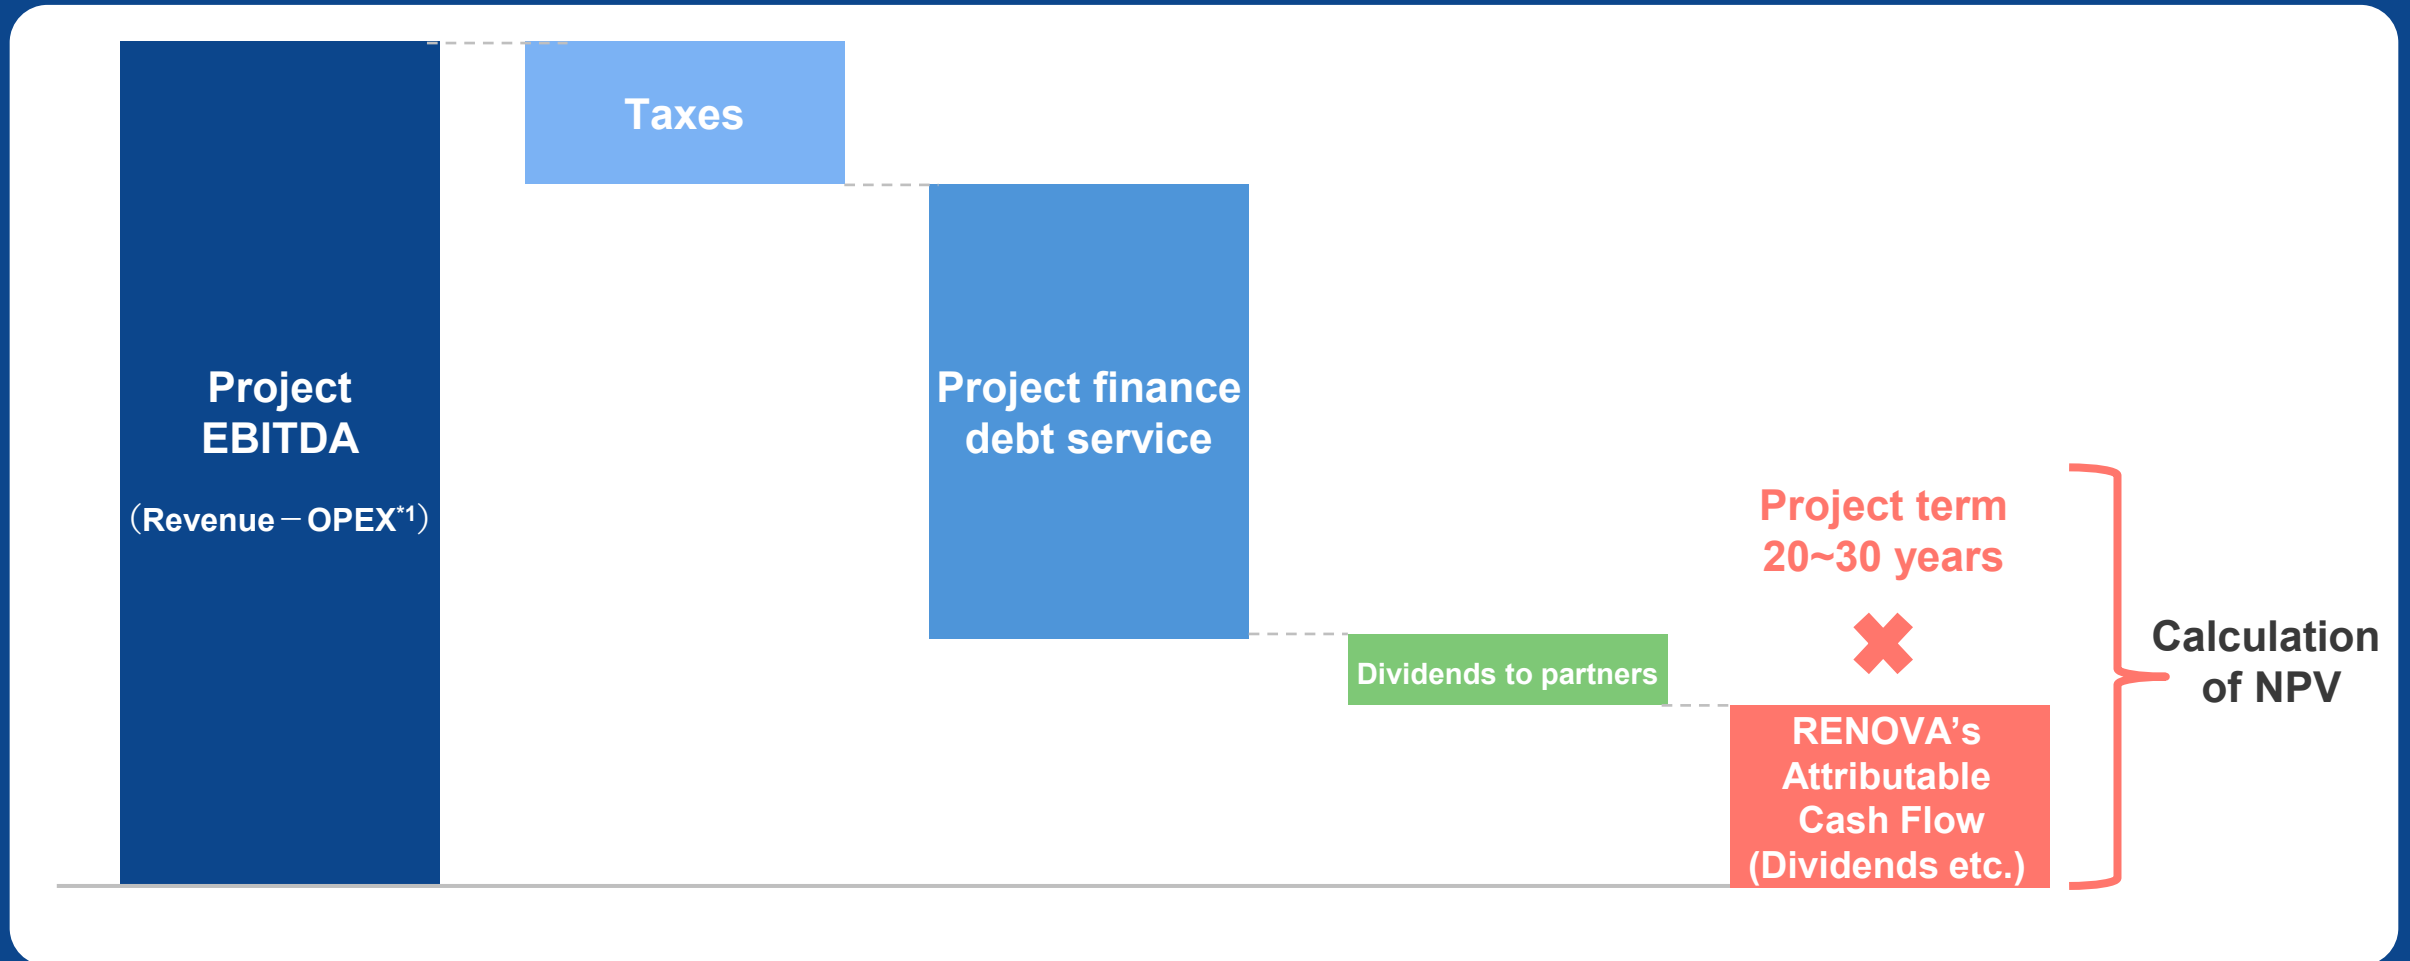 Project
EBITDA
（Revenue－OPEX*1）
Taxes
Project finance
debt service
Dividends to partners
Project term
20~30 years
RENOVA’s
Attributable
Cash Flow
(Dividends etc.)
Calculation
of NPV